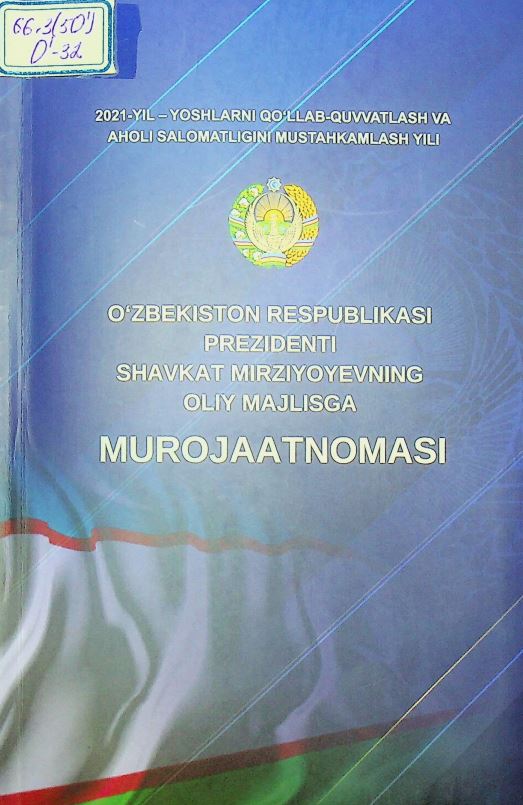 66.3(5O')
O'-32
2021-YIL – YOSHLARNI QO‘LLAB-QUVVATLASH VA
AHOLI SALOMATLIGINI MUSTAHKAMLASH YILI
O‘ZBEKISTON RESPUBLIKASI
PREZIDENTI
SHAVKAT MIRZIYOYEVNING
OLIY MAJLISGA
MUROJAATNOMASI